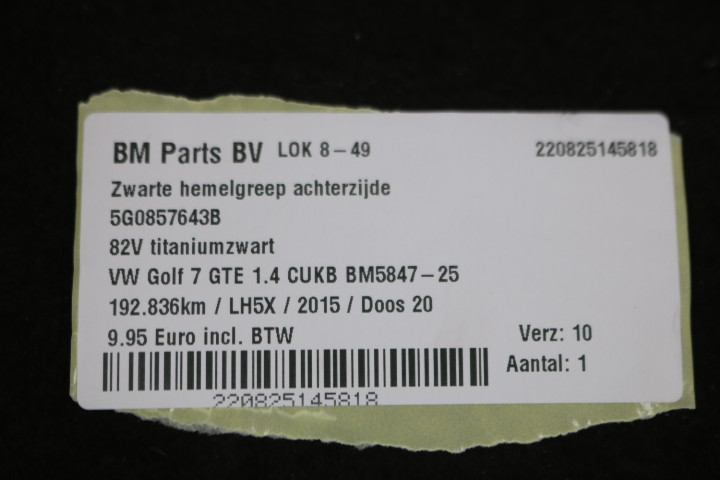 BM Parts BV LOK 8-49 220825145818
Zwarte hemelgreep achterzijde
5G0857643B
82V titaniumzwart
VW Golf 7 GTE 1.4 CUKB BM5847-25
192.836km / LH5X / 2015 / Doos 20
9.95 Euro incl. BTW Verz: 10
Aantal: 1
220825145818